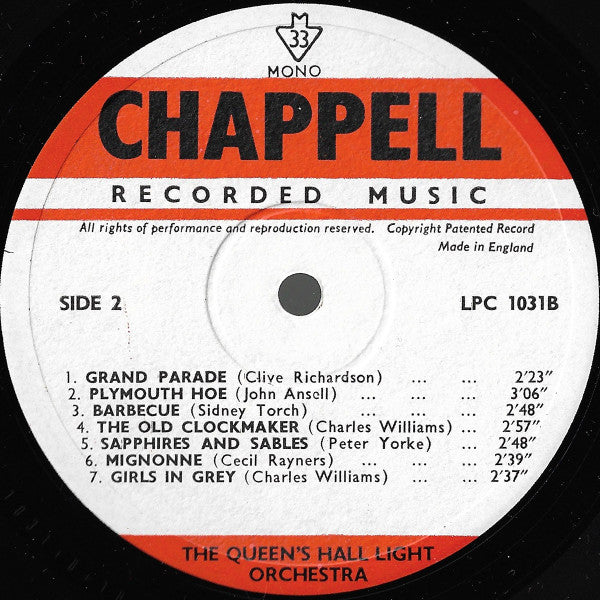 33
MONO
CHAPPELL
RECORDED MUSIC
All rights of performance and reproduction reserved. Copyright Patented Record
Made in England
SIDE 2 LPC 1031B
1. GRAND PARADE (Clive Richardson) ... ... 2'23"
2. PLYMOUTH HOE (John Ansell) ... ... ... 3'06"
3. BARBECUE (Sidney Torch) ... ... ... 2'48"
4. THE OLD CLOCKMAKER (Charles Williams) ... 2'57"
5. SAPPHIRES AND SABLES (Peter Yorke) ... ... 2'48"
6. MIGNONNE (Cecil Rayners) ... ... ... 2'39"
7. GIRLS IN GREY (Charles Williams) ... ... 2'37"
THE QUEEN'S HALL LIGHT
ORCHESTRA